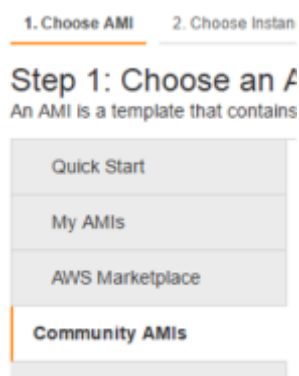 1. Choose AMI 2. Choose Instan
Step 1: Choose an A
An AMI is a template that contains
Quick Start
My AMIs
AWS Marketplace
Community AMIs